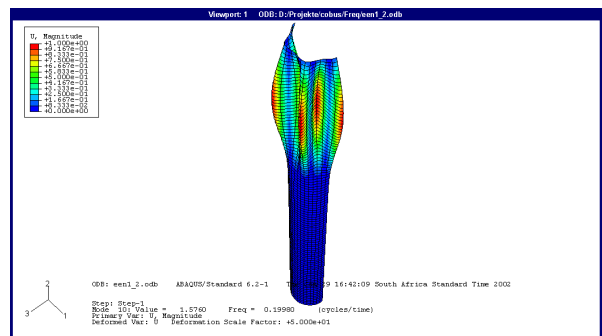 Viewport: 1 ODB: D:/Projekte/cobus/Freq/een1_2.odb
U, Magnitude
+1.000e+00
+9.167e-01
+8.333e-01
+7.500e-01
+6.667e-01
+5.833e-01
+5.000e-01
+4.167e-01
+3.333e-01
+2.500e-01
+1.667e-01
+8.333e-02
+0.000e+00
2
3
1
ODB: een1_2.odb ABAQUS/Standard 6.2-1 16:42:09 South Africa Standard Time 2002
Step: Step-1
Mode 10: Value = 1.5760 Freq = 0.19980 (cycles/time)
Primary Var: U, Magnitude
Deformed Var: U Deformation Scale Factor: +5.000e+01